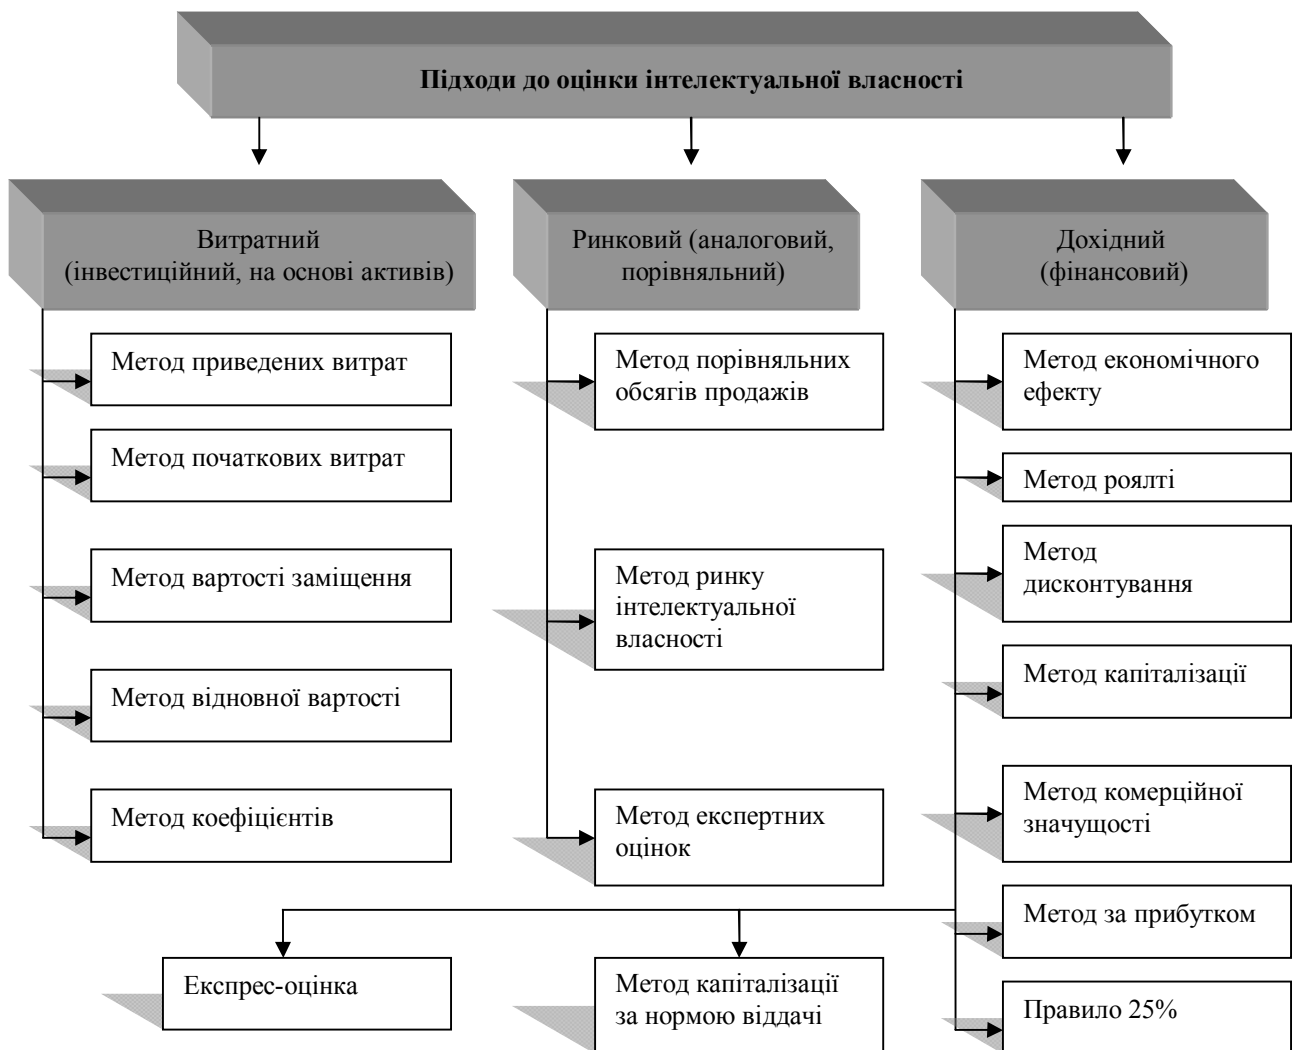 Підходи до оцінки інтелектуальної власності
Витратний
(інвестиційний, на основі активів)
Метод приведених витрат
Метод початкових витрат
Метод вартості заміщення
Метод відновної вартості
Метод коефіцієнтів
Ринковий (аналоговий,
порівняльний)
Метод порівняльних
обсягів продажів
Метод ринку
інтелектуальної
власності
Метод експертних
оцінок
Дохідний
(фінансовий)
Метод економічного
ефекту
Метод роялті
Метод
дисконтування
Метод капіталізації
Метод комерційної
значущості
Метод за прибутком
Правило 25%
Експрес-оцінка
Метод капіталізації
за нормою віддачі